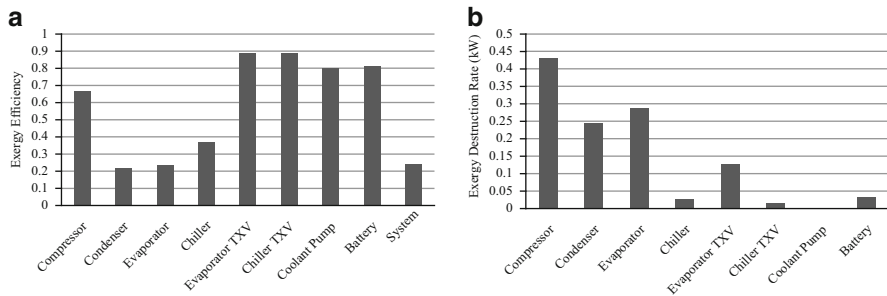 a
Exergy Efficiency
1
0.9
0.8
0.7
0.6
0.5
0.4
0.3
0.2
0.1
0
Compressor
Condenser
Evaporator
Chiller
Evaporator TXV
Chiller TXV
Coolant Pump
Battery
System
b
Exergy Destruction Rate (kW)
0.5
0.45
0.4
0.35
0.3
0.25
0.2
0.15
0.1
0.05
0
Compressor
Condenser
Evaporator
Chiller
Evaporator TXV
Chiller TXV
Coolant Pump
Battery